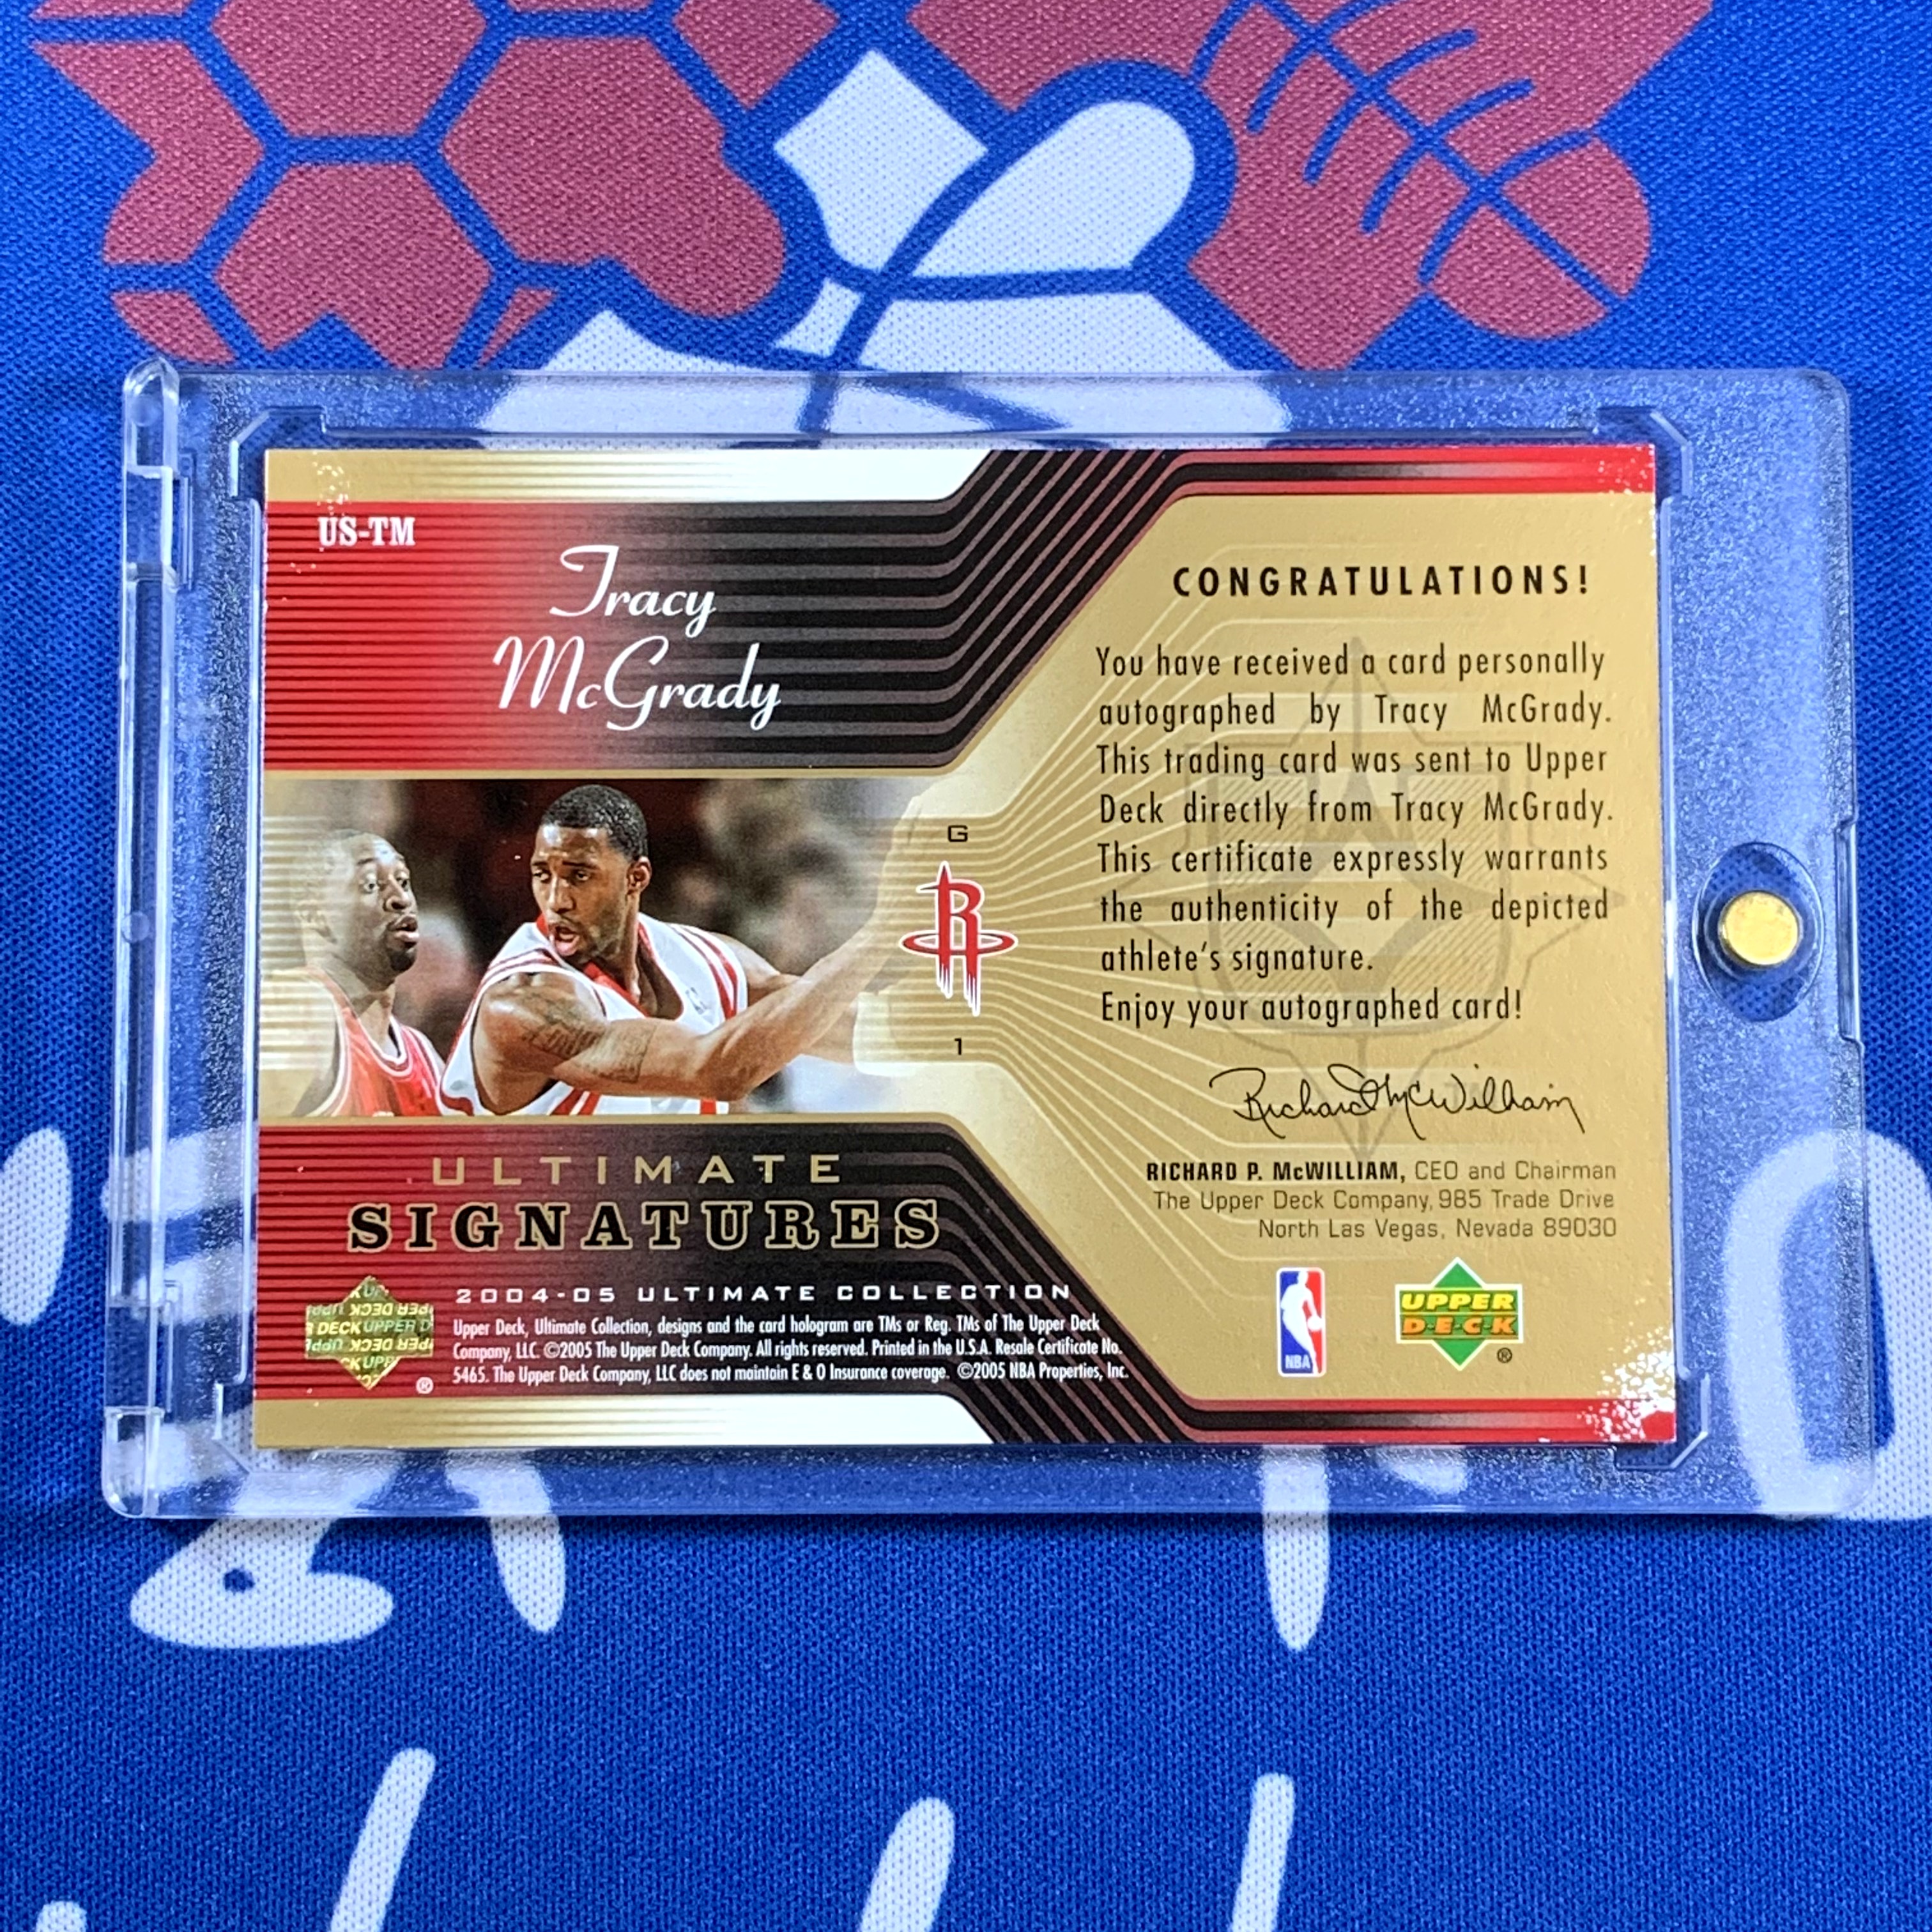 US-TM
Tracy
McGrady
G
R
1
ULTIMATE
SIGNATURES
2004-05 ULTIMATE COLLECTION
Upper Deck, Ultimate Collection, designs and the card hologram are TMs or Reg. TMs of The Upper Deck
Company, LLC. ©2005 The Upper Deck Company. All rights reserved. Printed in the U.S.A. Resale Certificate No.
5465. The Upper Deck Company, LLC does not maintain E & O Insurance coverage. ©2005 NBA Properties, Inc.
DECK UPPER D
®
CONGRATULATIONS!
You have received a card personally
autographed by Tracy McGrady.
This trading card was sent to Upper
Deck directly from Tracy McGrady.
This certificate expressly warrants
the authenticity of the depicted
athlete's signature.
Enjoy your autographed card!
Richard McWilliam
RICHARD P. McWILLIAM, CEO and Chairman
The Upper Deck Company, 985 Trade Drive
North Las Vegas, Nevada 89030
NBA
UPPER
D·E·C·K
®